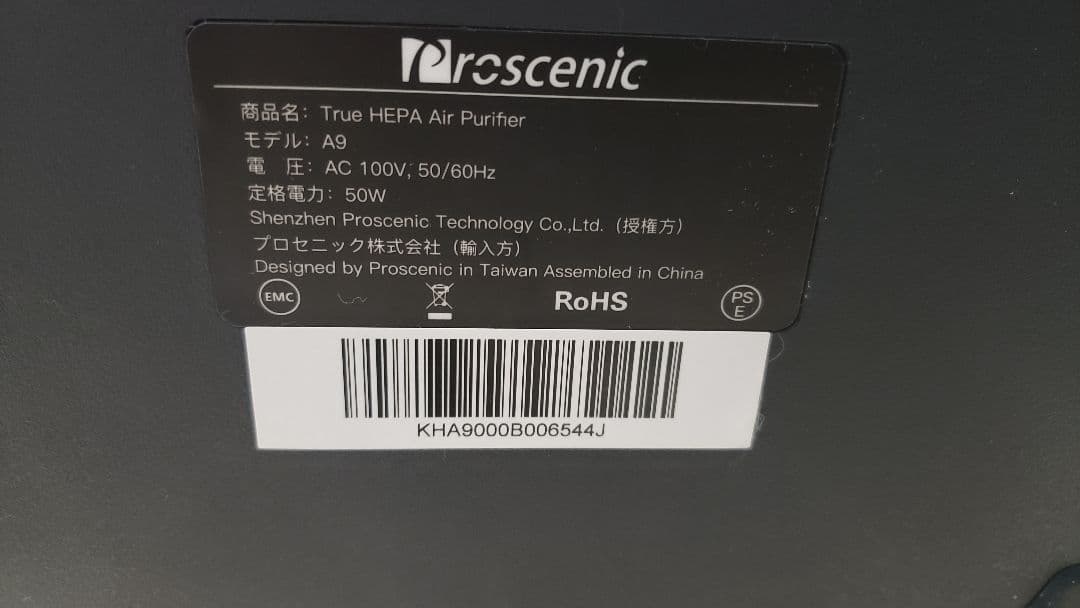 Proscenic
商品名: True HEPA Air Purifier
モデル: A9
電　圧: AC 100V, 50/60Hz
定格電力: 50W
Shenzhen Proscenic Technology Co.,Ltd. (授権方)
プロセニック株式会社 (輸入方)
Designed by Proscenic in Taiwan Assembled in China
EMC RoHS PSE
KHA9000B006544J